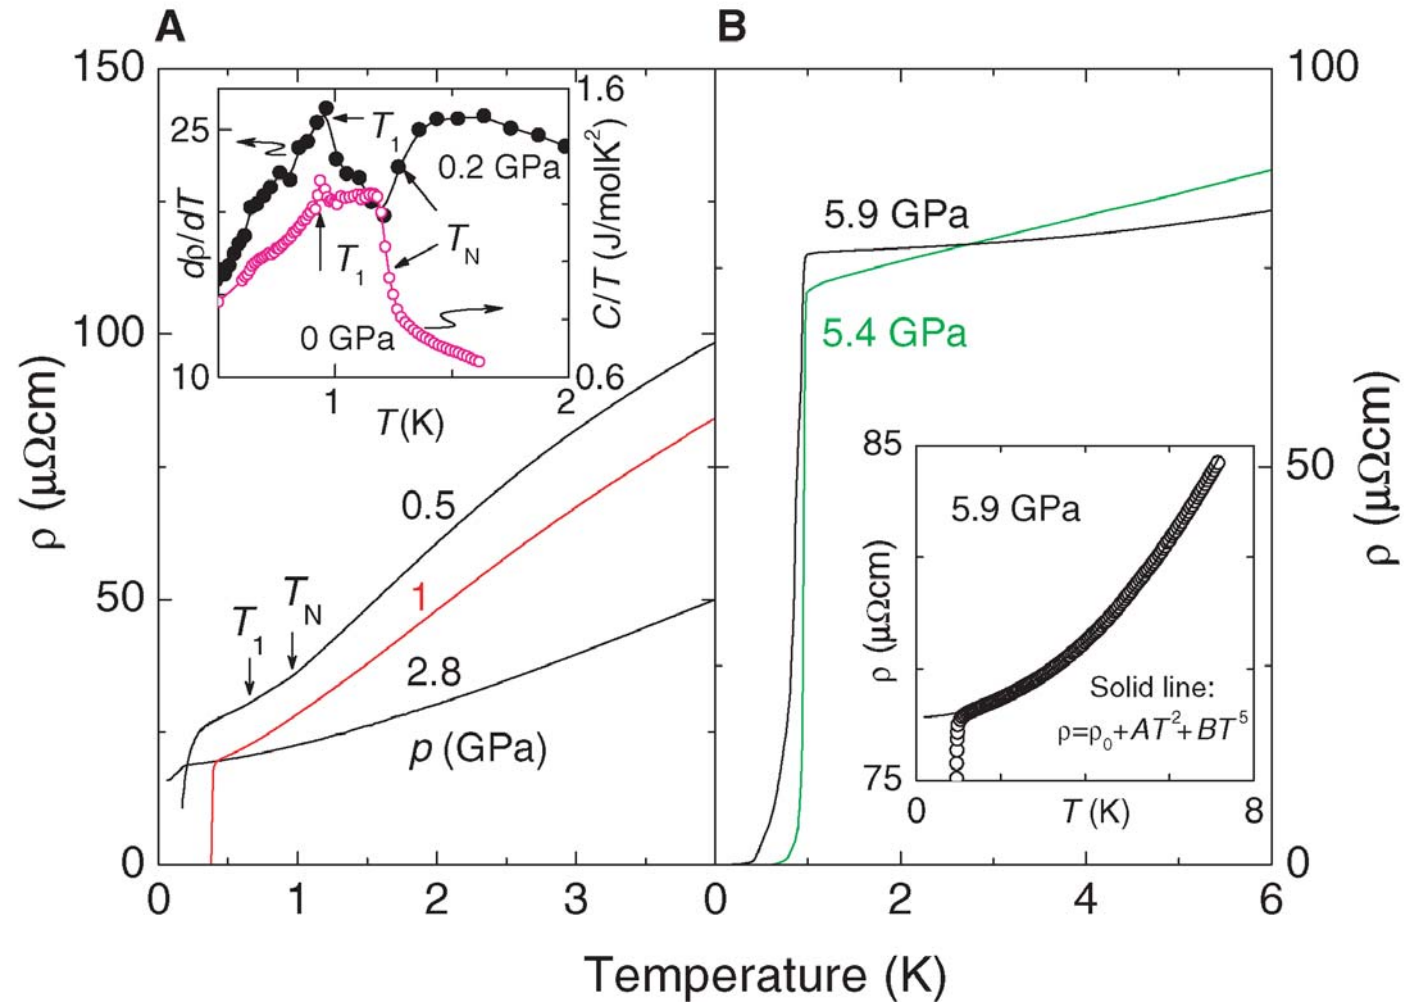 A
B
150
100
50
0
ρ (μΩcm)
0
1
2
3
0
2
4
6
Temperature (K)
100
50
0
ρ (μΩcm)
25
10
dρ/dT
1.6
0.6
C/T (J/molK²)
1
2
T(K)
T₁
0.2 GPa
T_N
T₁
0 GPa
0.5
1
2.8
p (GPa)
T₁
T_N
5.9 GPa
5.4 GPa
85
75
ρ (μΩcm)
5.9 GPa
Solid line:
ρ=ρ₀+AT²+BT⁵
0
8
T (K)